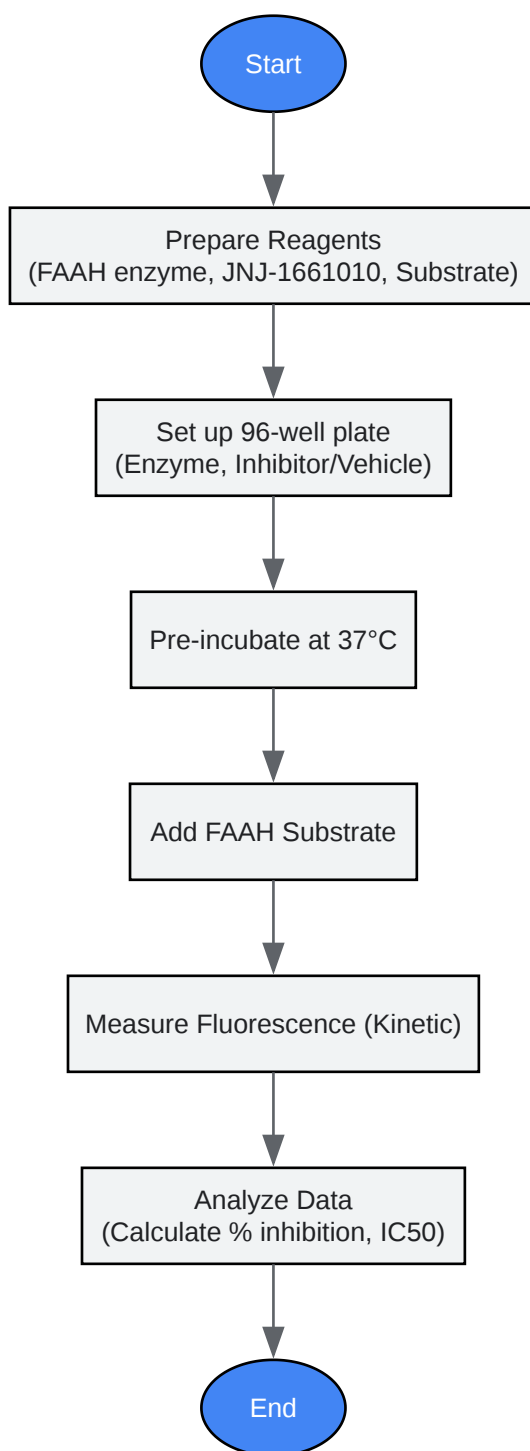 Start
Prepare Reagents
(FAAH enzyme, JNJ-1661010, Substrate)
Set up 96-well plate
(Enzyme, Inhibitor/Vehicle)
Pre-incubate at 37°C
Add FAAH Substrate
Measure Fluorescence (Kinetic)
Analyze Data
(Calculate % inhibition, IC50)
End